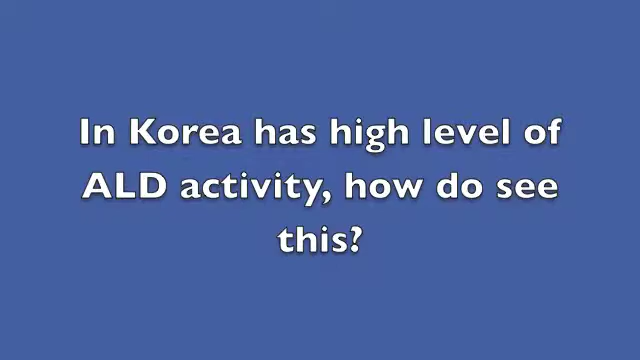 In Korea has high level of
ALD activity, how do see
this?